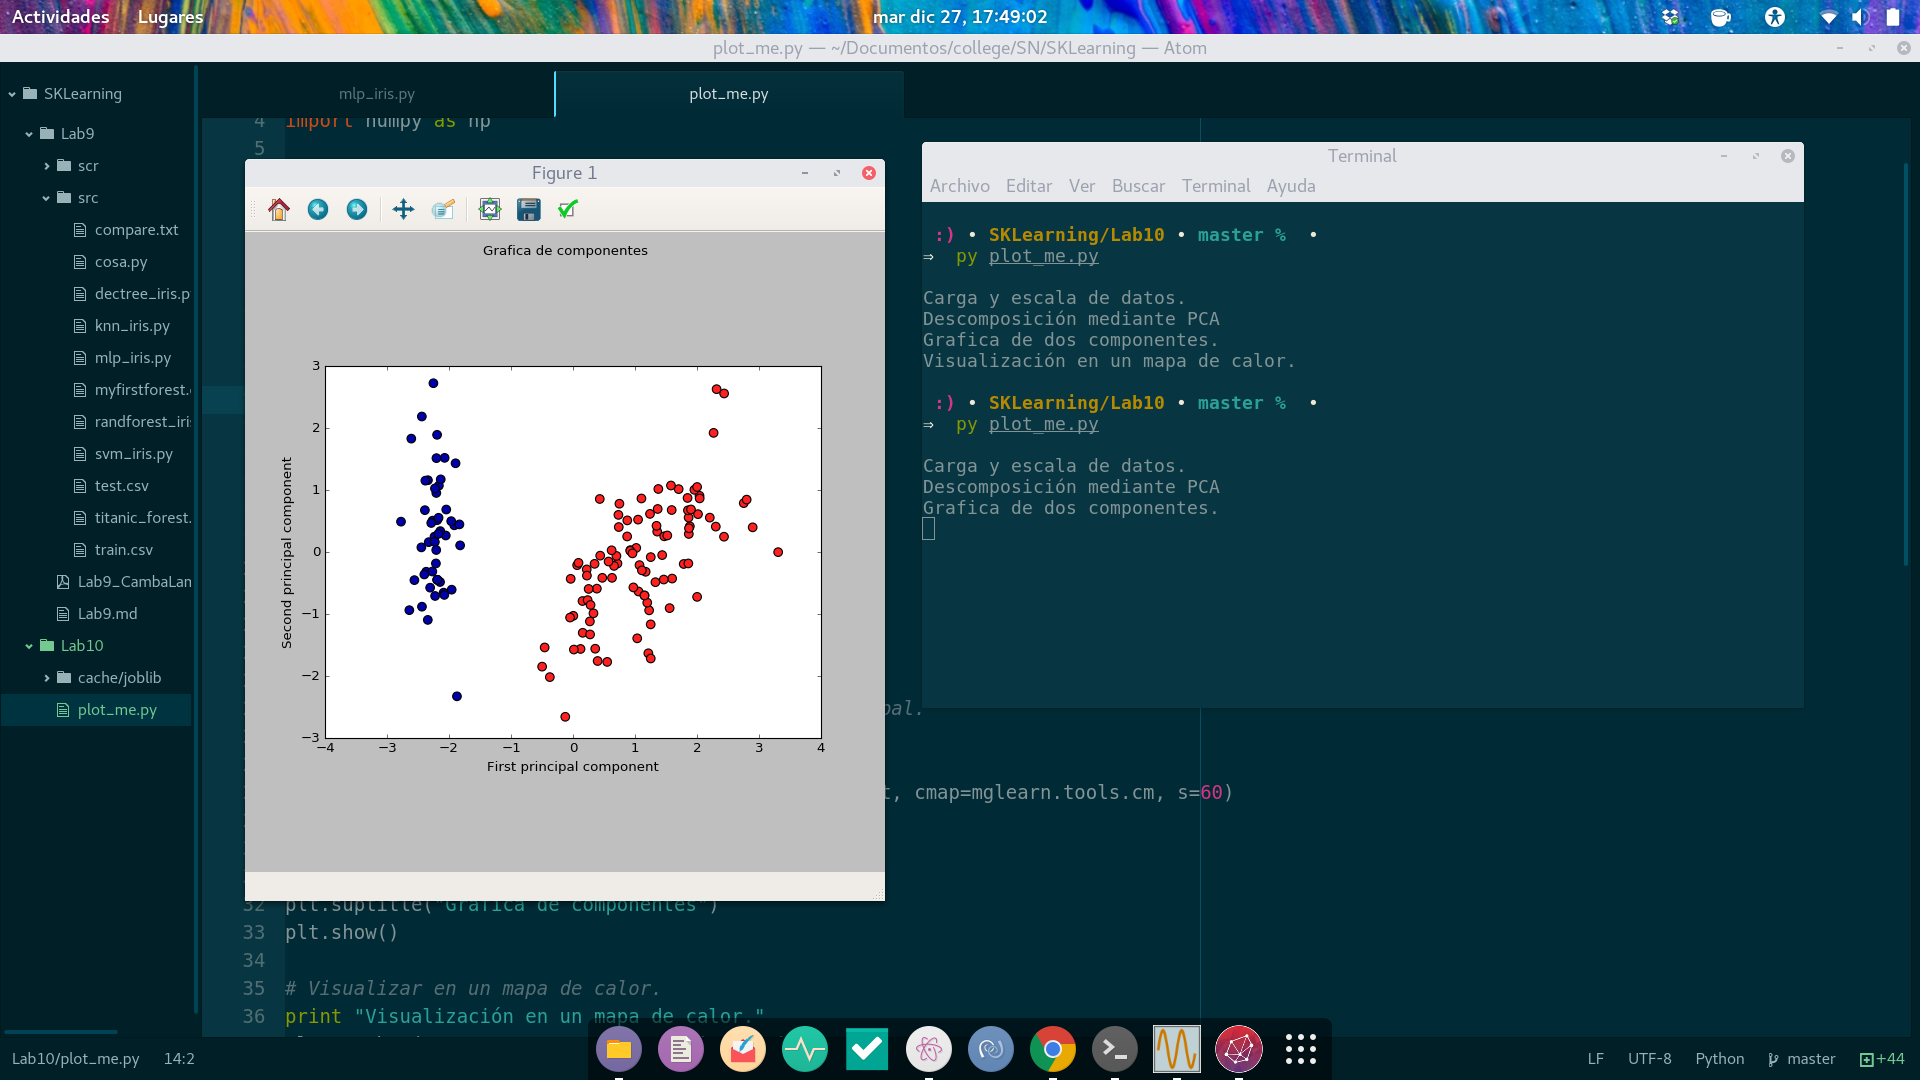 Actividades Lugares mar dic 27, 17:49:02
plot_me.py — ~/Documentos/college/SN/SKLearning — Atom
SKLearning
Lab9
scr
src
compare.txt
cosa.py
dectree_iris.p
knn_iris.py
mlp_iris.py
myfirstforest.
randforest_iri
svm_iris.py
test.csv
titanic_forest.
train.csv
Lab9_CambaLan
Lab9.md
Lab10
cache/joblib
plot_me.py
mlp_iris.py plot_me.py
4 import numpy as np
5
Figure 1
Grafica de componentes
3
2
1
0
−1
−2
−3
Second principal component
−4 −3 −2 −1 0 1 2 3 4
First principal component
Terminal
Archivo Editar Ver Buscar Terminal Ayuda
:) • SKLearning/Lab10 • master % •
⇒ py plot_me.py
Carga y escala de datos.
Descomposición mediante PCA
Grafica de dos componentes.
Visualización en un mapa de calor.
:) • SKLearning/Lab10 • master % •
⇒ py plot_me.py
Carga y escala de datos.
Descomposición mediante PCA
Grafica de dos componentes.
pal.
t, cmap=mglearn.tools.cm, s=60)
32 plt.suptitle("Grafica de componentes")
33 plt.show()
34
35 # Visualizar en un mapa de calor.
36 print "Visualización en un mapa de calor."
Lab10/plot_me.py 14:2 LF UTF-8 Python master +44